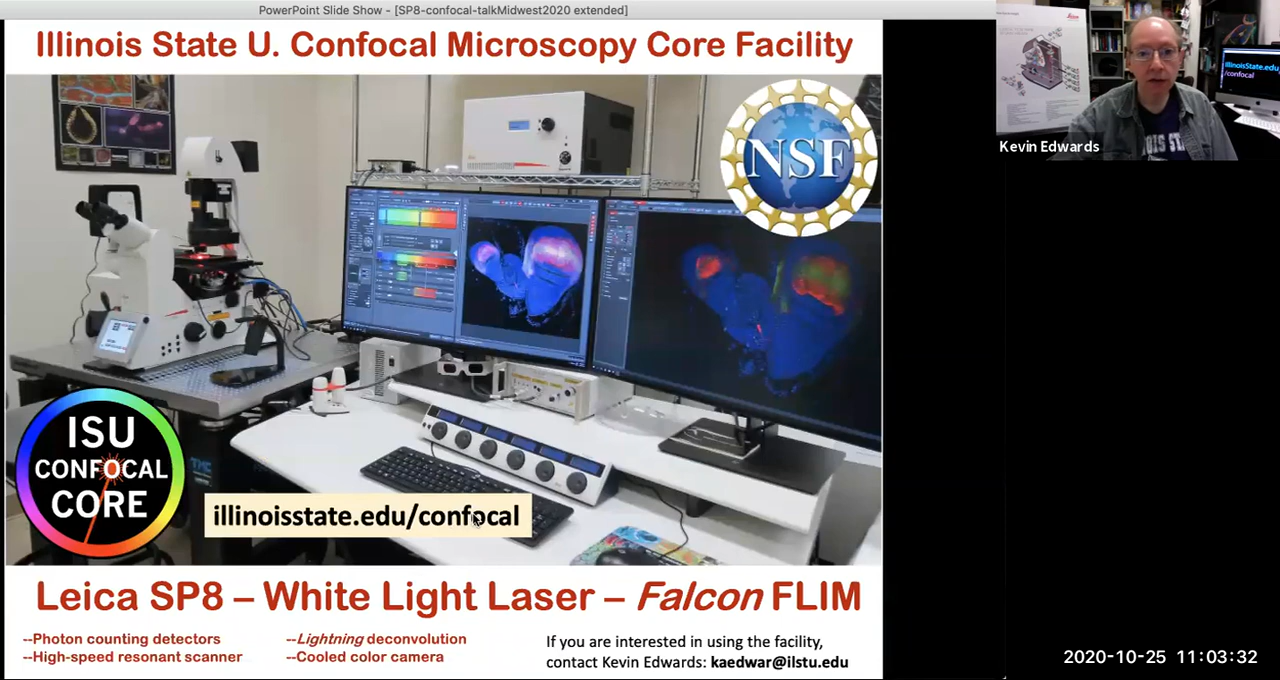 PowerPoint Slide Show - [SP8-confocal-talkMidwest2020 extended]
Illinois State U. Confocal Microscopy Core Facility
NSF
IllinoisState.edu
/confocal
Kevin Edwards
ISU
CONFOCAL
CORE
illinoisstate.edu/confocal
Leica SP8 – White Light Laser – Falcon FLIM
--Photon counting detectors
--High-speed resonant scanner
--Lightning deconvolution
--Cooled color camera
If you are interested in using the facility,
contact Kevin Edwards: kaedwar@ilstu.edu
2020-10-25 11:03:32